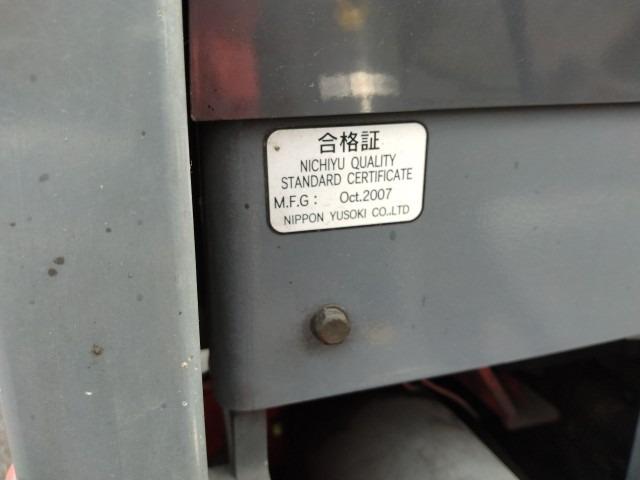 合格証
NICHIYU QUALITY
STANDARD CERTIFICATE
M.F.G : Oct.2007
NIPPON YUSOKI CO.,LTD